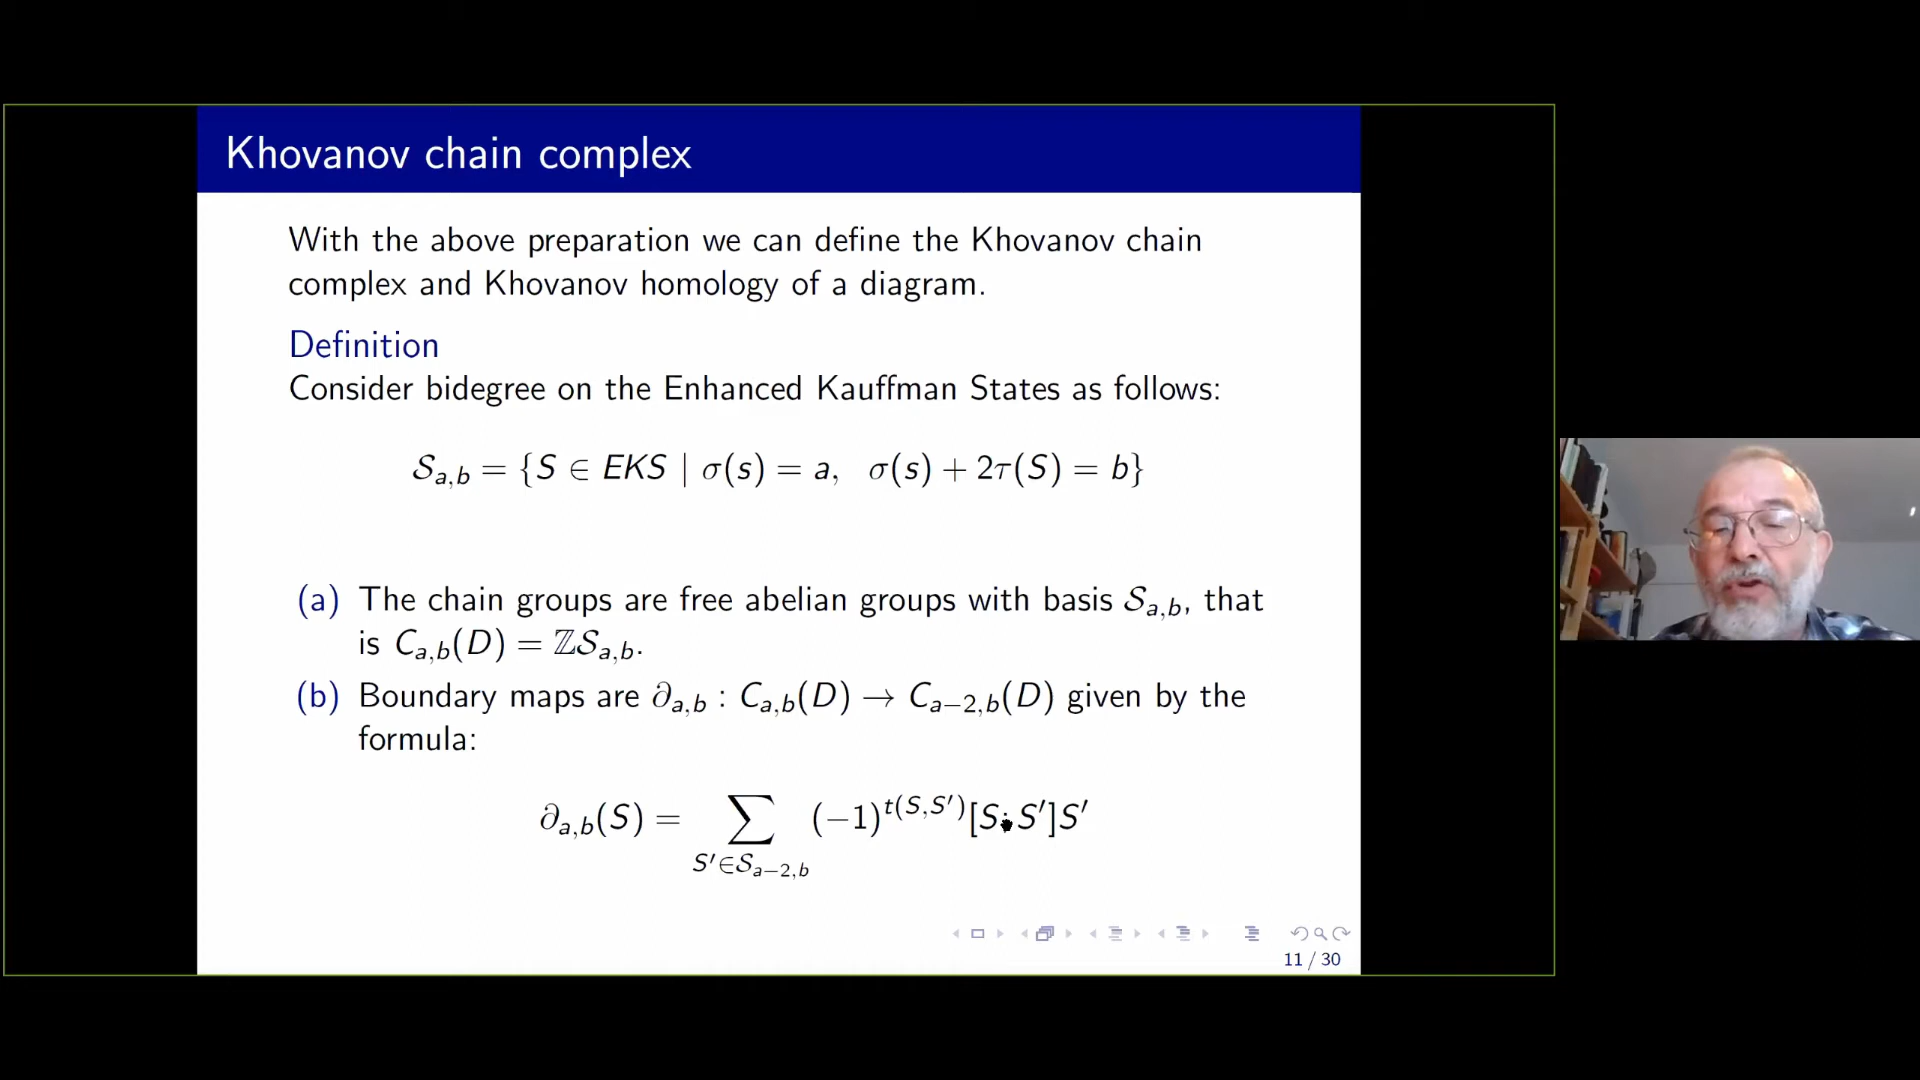 Khovanov chain complex
With the above preparation we can define the Khovanov chain
complex and Khovanov homology of a diagram.
Definition
Consider bidegree on the Enhanced Kauffman States as follows:
𝒮_{a,b} = {S ∈ EKS | σ(s) = a, σ(s) + 2τ(S) = b}
(a) The chain groups are free abelian groups with basis 𝒮_{a,b}, that
is C_{a,b}(D) = ℤ𝒮_{a,b}.
(b) Boundary maps are ∂_{a,b} : C_{a,b}(D) → C_{a−2,b}(D) given by the
formula:
∂_{a,b}(S) = ∑_{S′∈𝒮_{a−2,b}} (−1)^{t(S,S′)}[S : S′]S′
11 / 30